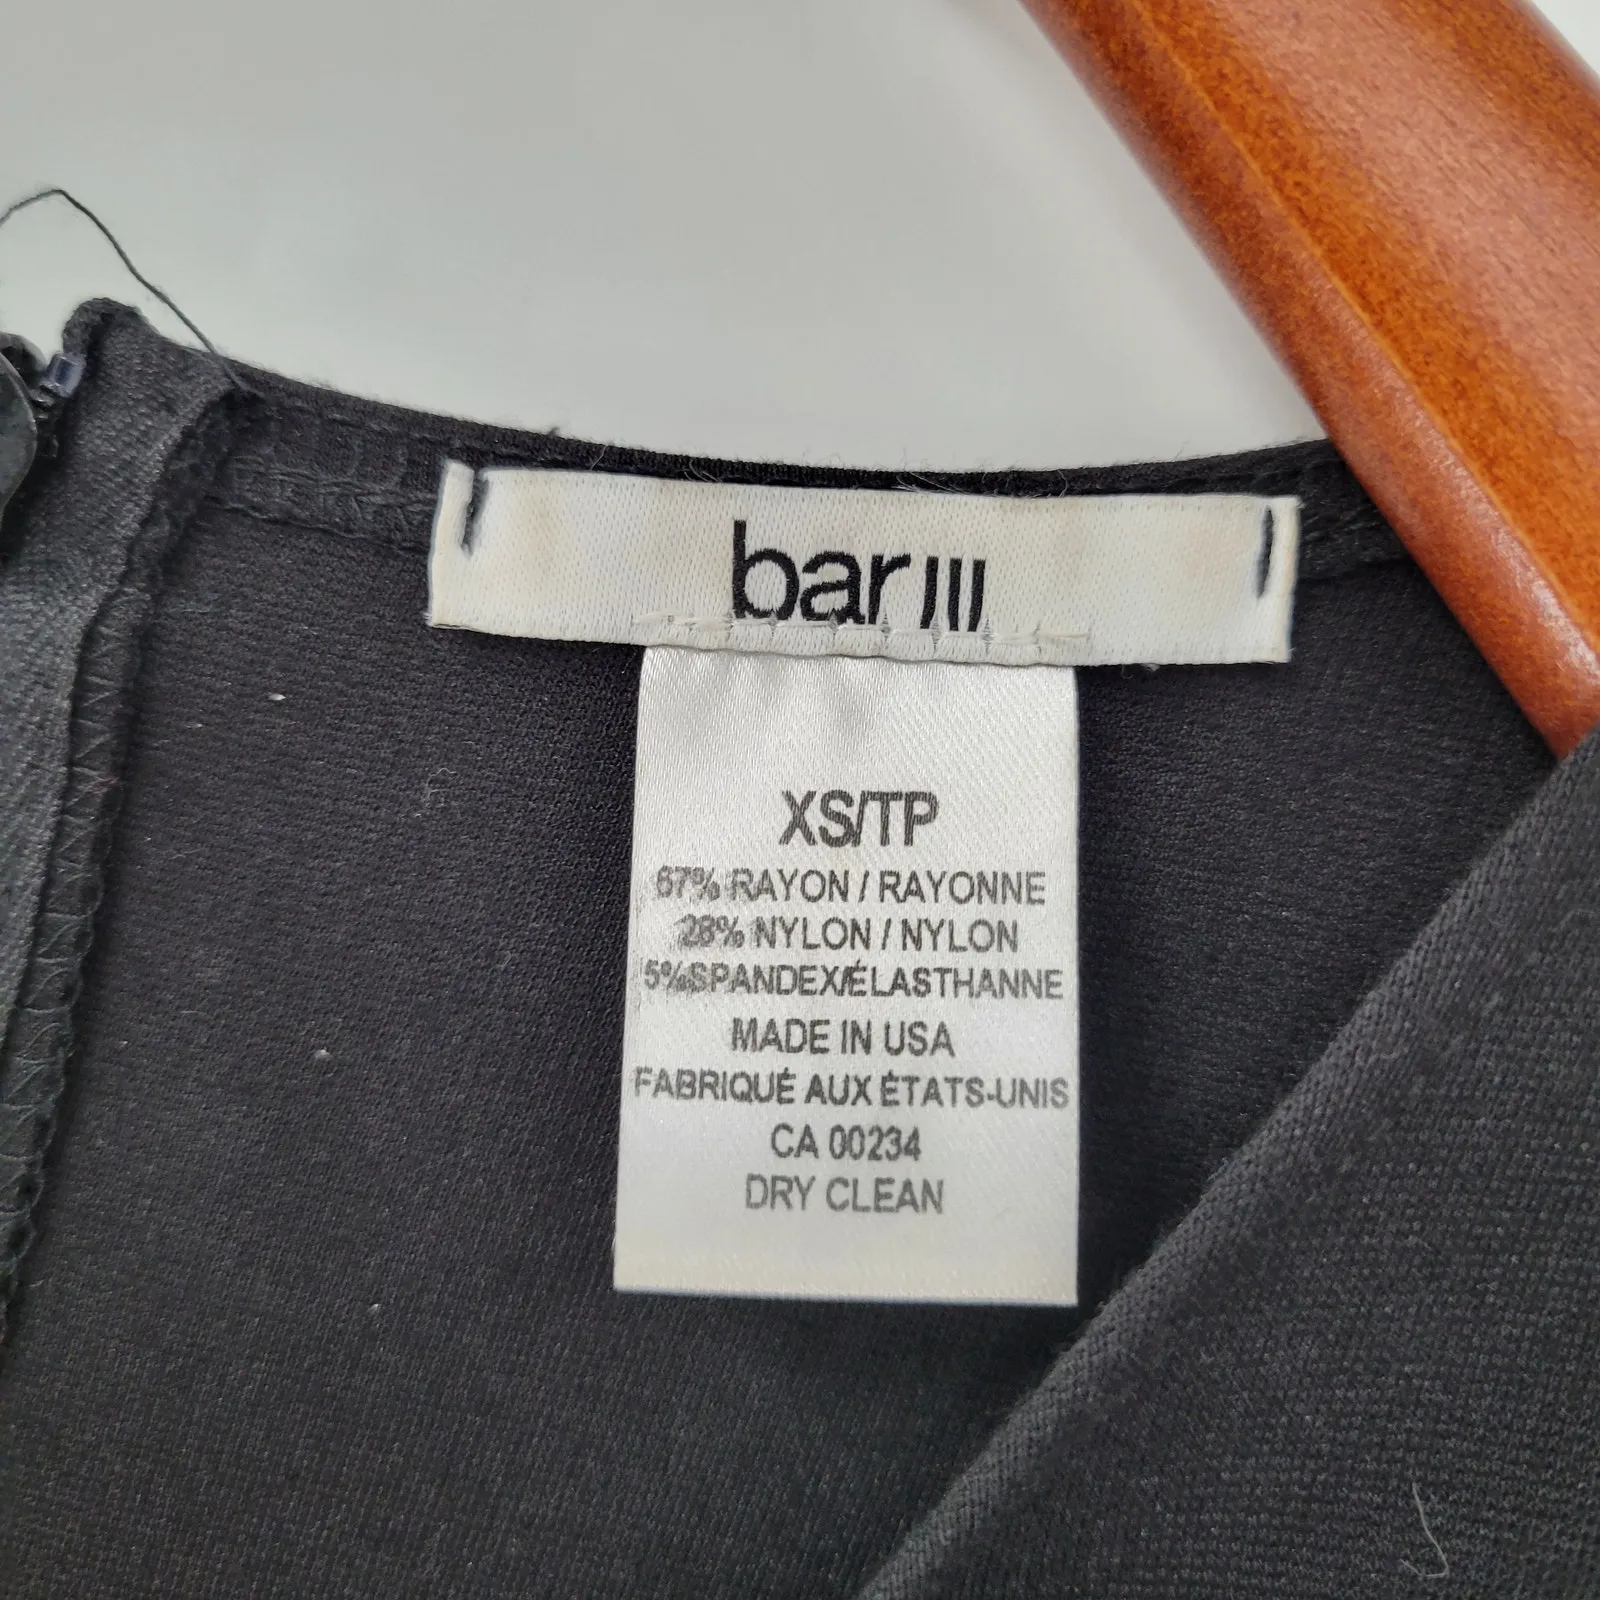 bar III
XS/TP
67% RAYON / RAYONNE
28% NYLON / NYLON
5%SPANDEX/ÉLASTHANNE
MADE IN USA
FABRIQUÉ AUX ÉTATS-UNIS
CA 00234
DRY CLEAN